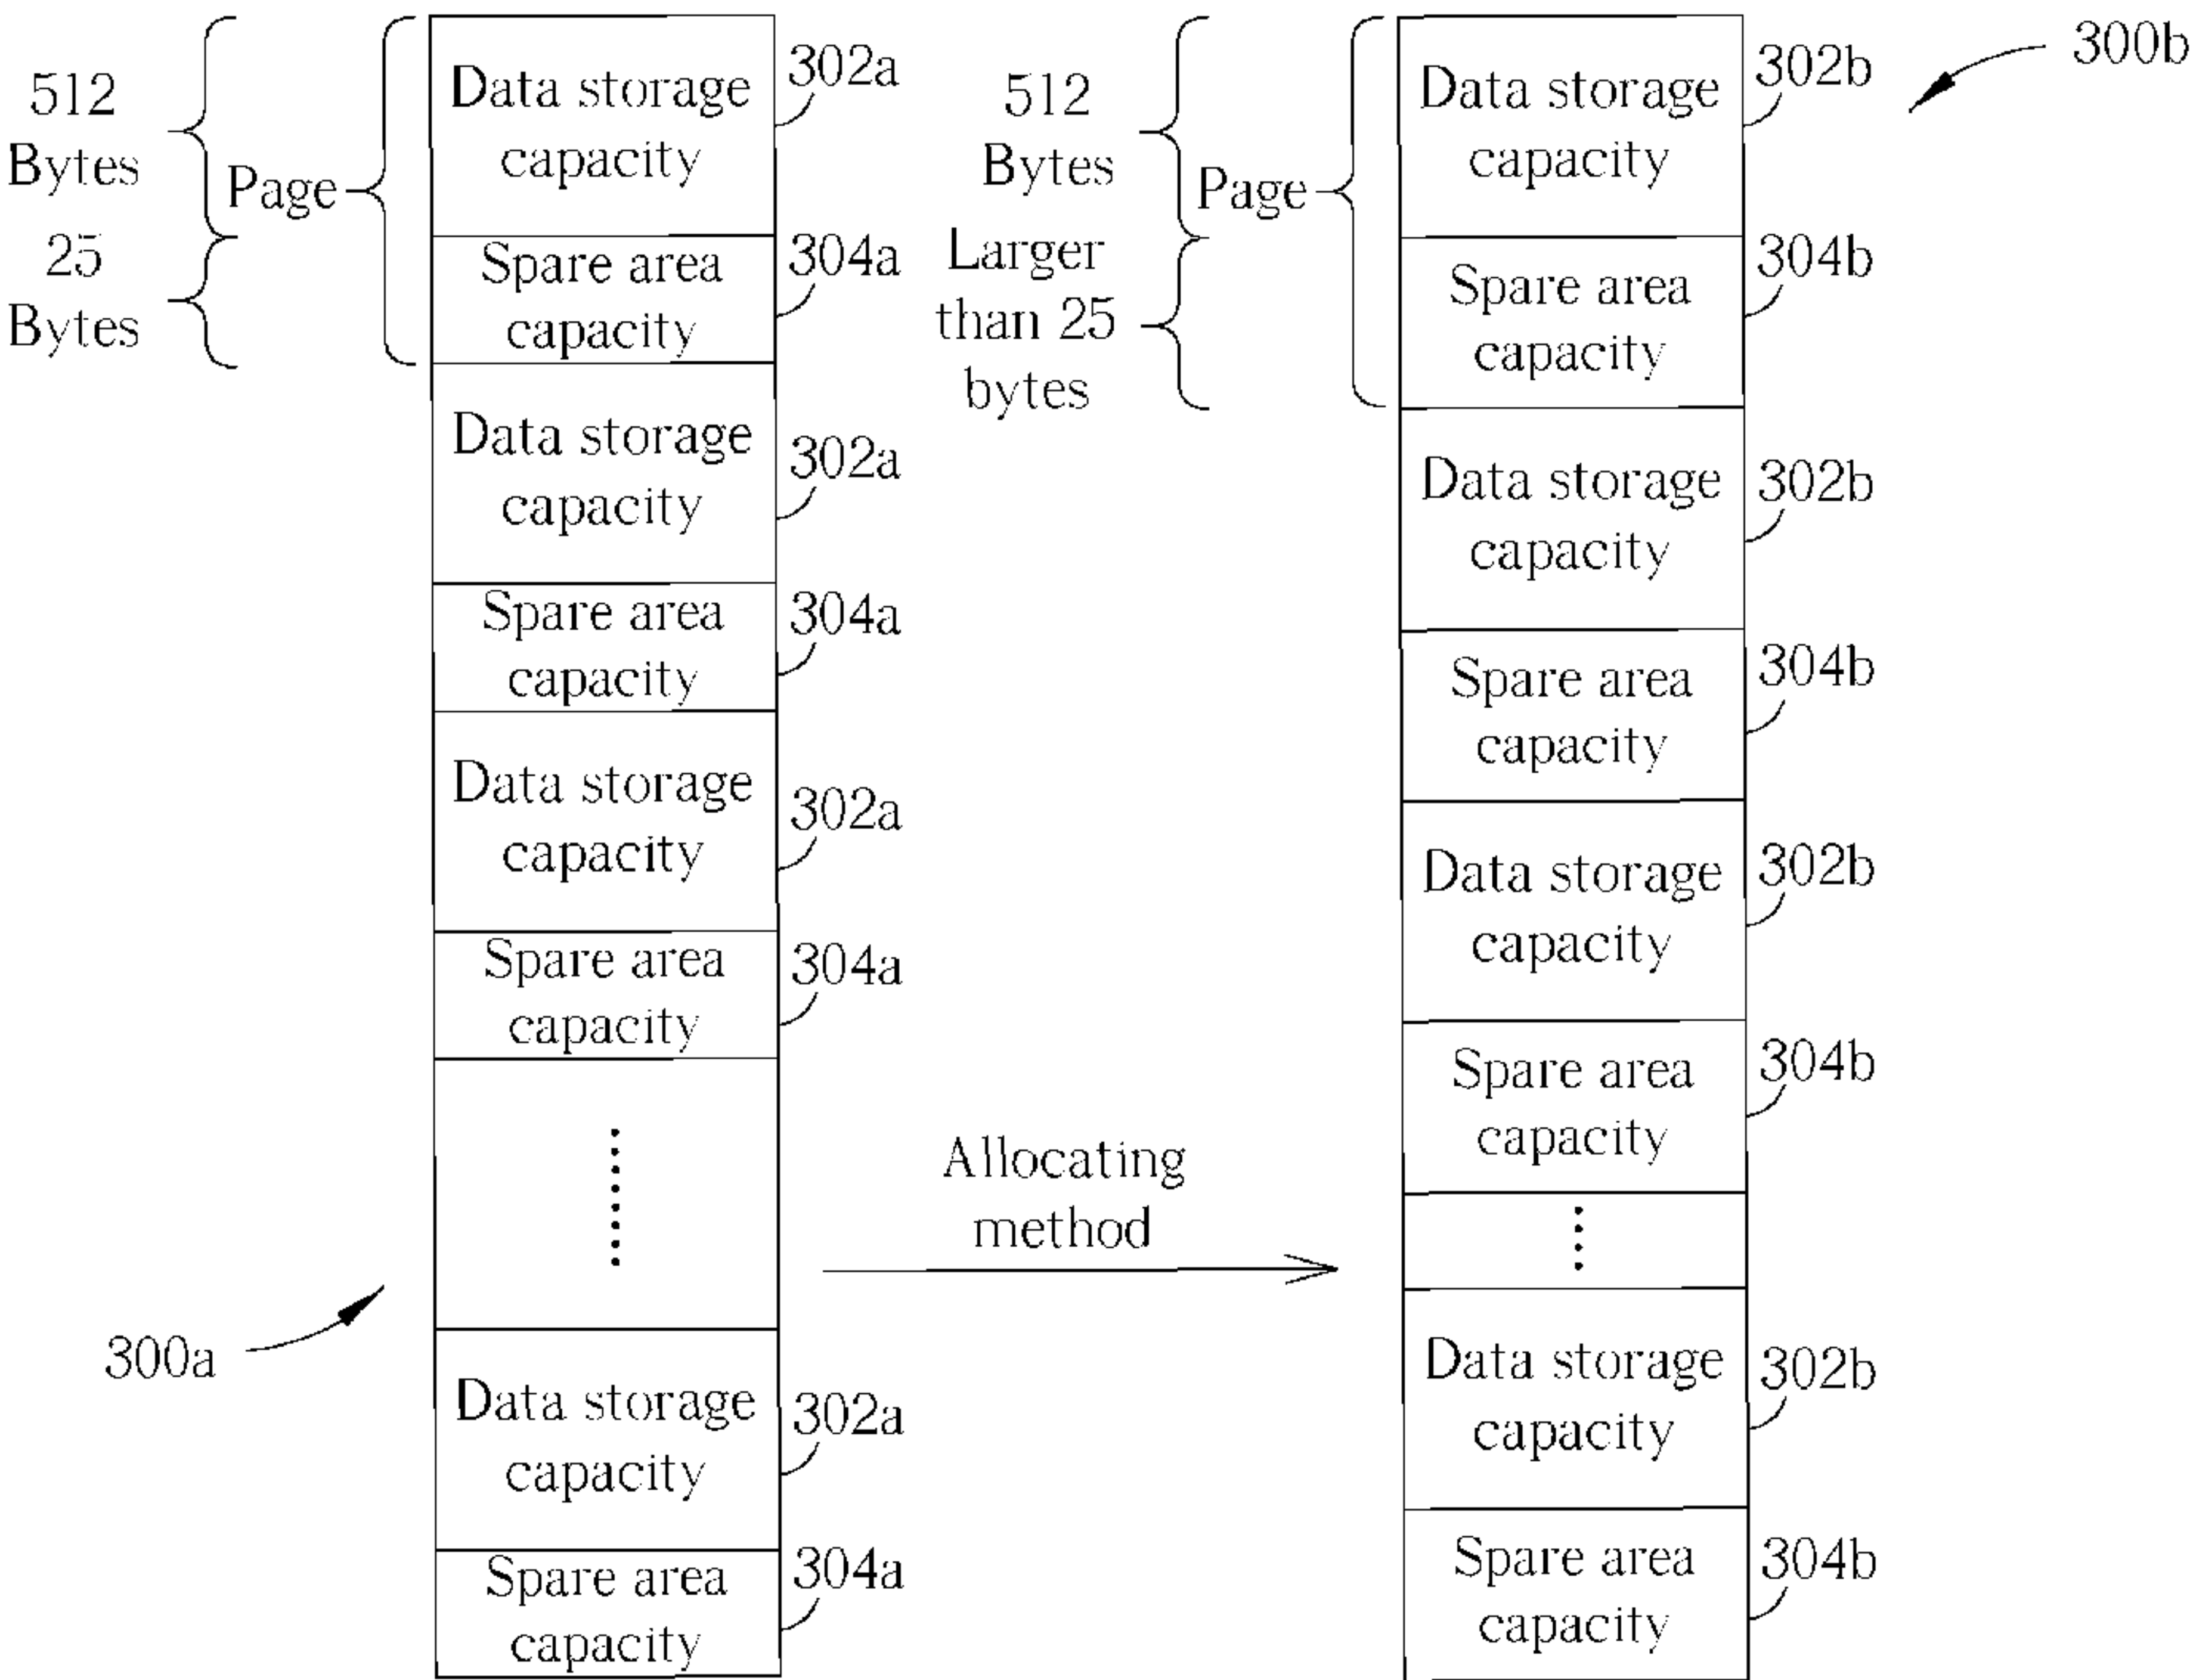 512
Bytes
25
Bytes
Page
Data storage
capacity
302a
Spare area
capacity
304a
Data storage
capacity
302a
Spare area
capacity
304a
Data storage
capacity
302a
Spare area
capacity
304a
300a
Data storage
capacity
302a
Spare area
capacity
304a
Allocating
method
512
Bytes
Larger
than 25
bytes
Page
Data storage
capacity
302b
300b
Spare area
capacity
304b
Data storage
capacity
302b
Spare area
capacity
304b
Data storage
capacity
302b
Spare area
capacity
304b
Data storage
capacity
302b
Spare area
capacity
304b